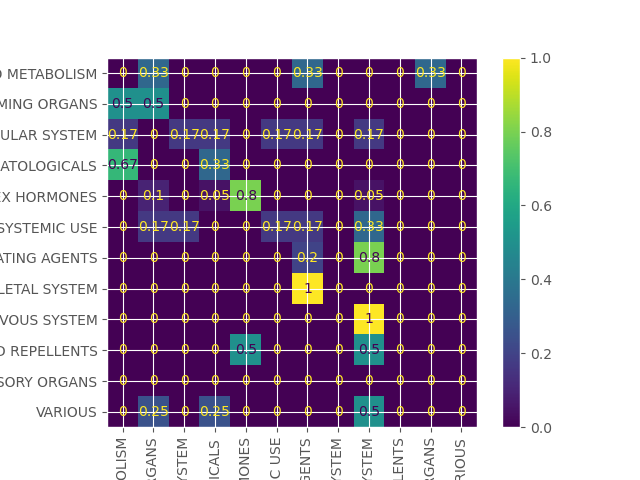 O METABOLISM 0 0.33 0 0 0 0 0.33 0 0 0 0.33 0
MING ORGANS 0.5 0.5 0 0 0 0 0 0 0 0 0 0
ULAR SYSTEM 0.17 0 0.17 0.17 0 0.17 0.17 0 0.17 0 0 0
ATOLOGICALS 0.67 0 0 0.33 0 0 0 0 0 0 0 0
EX HORMONES 0 0.1 0 0.05 0.8 0 0 0 0.05 0 0 0
SYSTEMIC USE 0 0.17 0.17 0 0 0.17 0.17 0 0.33 0 0 0
ATING AGENTS 0 0 0 0 0 0 0.2 0 0.8 0 0 0
LETAL SYSTEM 0 0 0 0 0 0 1 0 0 0 0 0
VOUS SYSTEM 0 0 0 0 0 0 0 0 1 0 0 0
D REPELLENTS 0 0 0 0 0.5 0 0 0 0.5 0 0 0
SORY ORGANS 0 0 0 0 0 0 0 0 0 0 0 0
VARIOUS 0 0.25 0 0.25 0 0 0 0 0.5 0 0 0
OLISM
RGANS
YSTEM
ICALS
MONES
C USE
GENTS
YSTEM
YSTEM
LENTS
RGANS
RIOUS
1.0
0.8
0.6
0.4
0.2
0.0